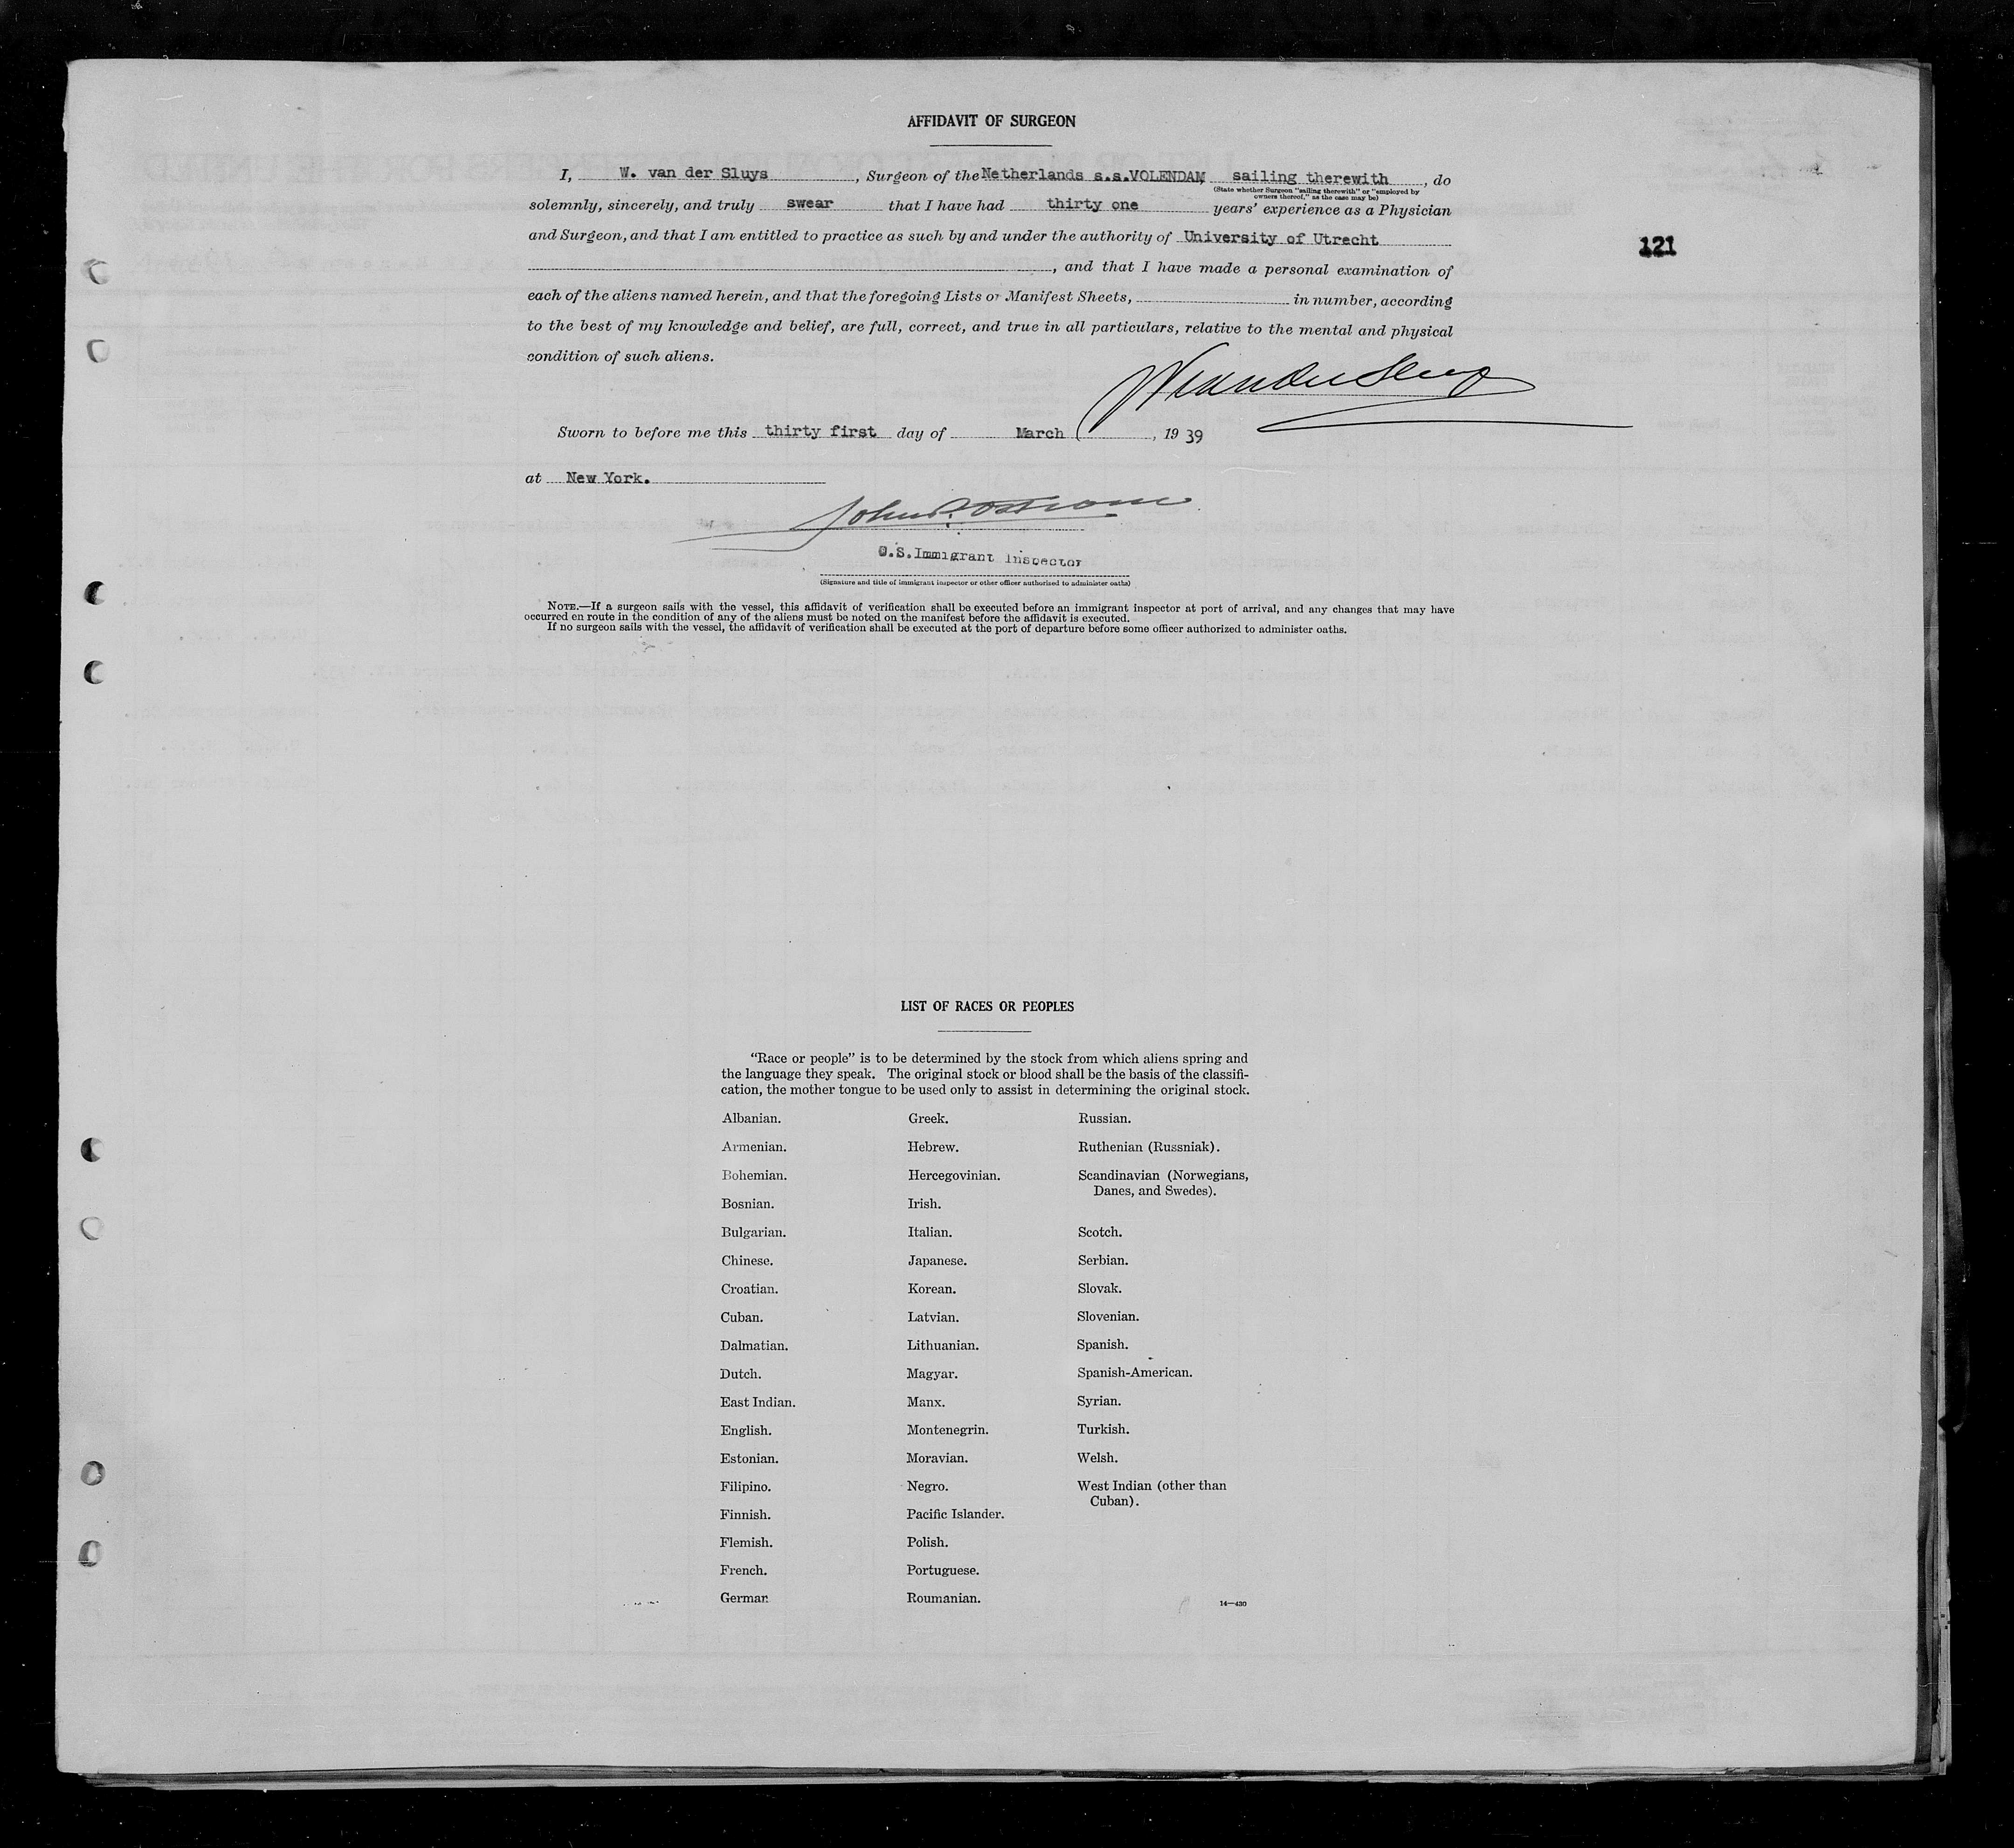 AFFIDAVIT OF SURGEON
I, W. van der Sluys, Surgeon of the Netherlands s.s.VOLENDAM sailing therewith, do
(State whether Surgeon "sailing therewith" or "employed by
owners thereof," as the case may be)
solemnly, sincerely, and truly swear that I have had thirty one years' experience as a Physician
and Surgeon, and that I am entitled to practice as such by and under the authority of University of Utrecht
121
, and that I have made a personal examination of
each of the aliens named herein, and that the foregoing Lists or Manifest Sheets, in number, according
to the best of my knowledge and belief, are full, correct, and true in all particulars, relative to the mental and physical
condition of such aliens.
Sworn to before me this thirty first day of March, 19 39
at New York.
U.S.Immigrant Inspector
(Signature and title of immigrant inspector or other officer authorized to administer oaths)
NOTE.—If a surgeon sails with the vessel, this affidavit of verification shall be executed before an immigrant inspector at port of arrival, and any changes that may have
occurred en route in the condition of any of the aliens must be noted on the manifest before the affidavit is executed.
If no surgeon sails with the vessel, the affidavit of verification shall be executed at the port of departure before some officer authorized to administer oaths.
LIST OF RACES OR PEOPLES
"Race or people" is to be determined by the stock from which aliens spring and
the language they speak. The original stock or blood shall be the basis of the classifi-
cation, the mother tongue to be used only to assist in determining the original stock.
Albanian.
Armenian.
Bohemian.
Bosnian.
Bulgarian.
Chinese.
Croatian.
Cuban.
Dalmatian.
Dutch.
East Indian.
English.
Estonian.
Filipino.
Finnish.
Flemish.
French.
German
Greek.
Hebrew.
Hercegovinian.
Irish.
Italian.
Japanese.
Korean.
Latvian.
Lithuanian.
Magyar.
Manx.
Montenegrin.
Moravian.
Negro.
Pacific Islander.
Polish.
Portuguese.
Roumanian.
Russian.
Ruthenian (Russniak).
Scandinavian (Norwegians,
Danes, and Swedes).
Scotch.
Serbian.
Slovak.
Slovenian.
Spanish.
Spanish-American.
Syrian.
Turkish.
Welsh.
West Indian (other than
Cuban).
14—430